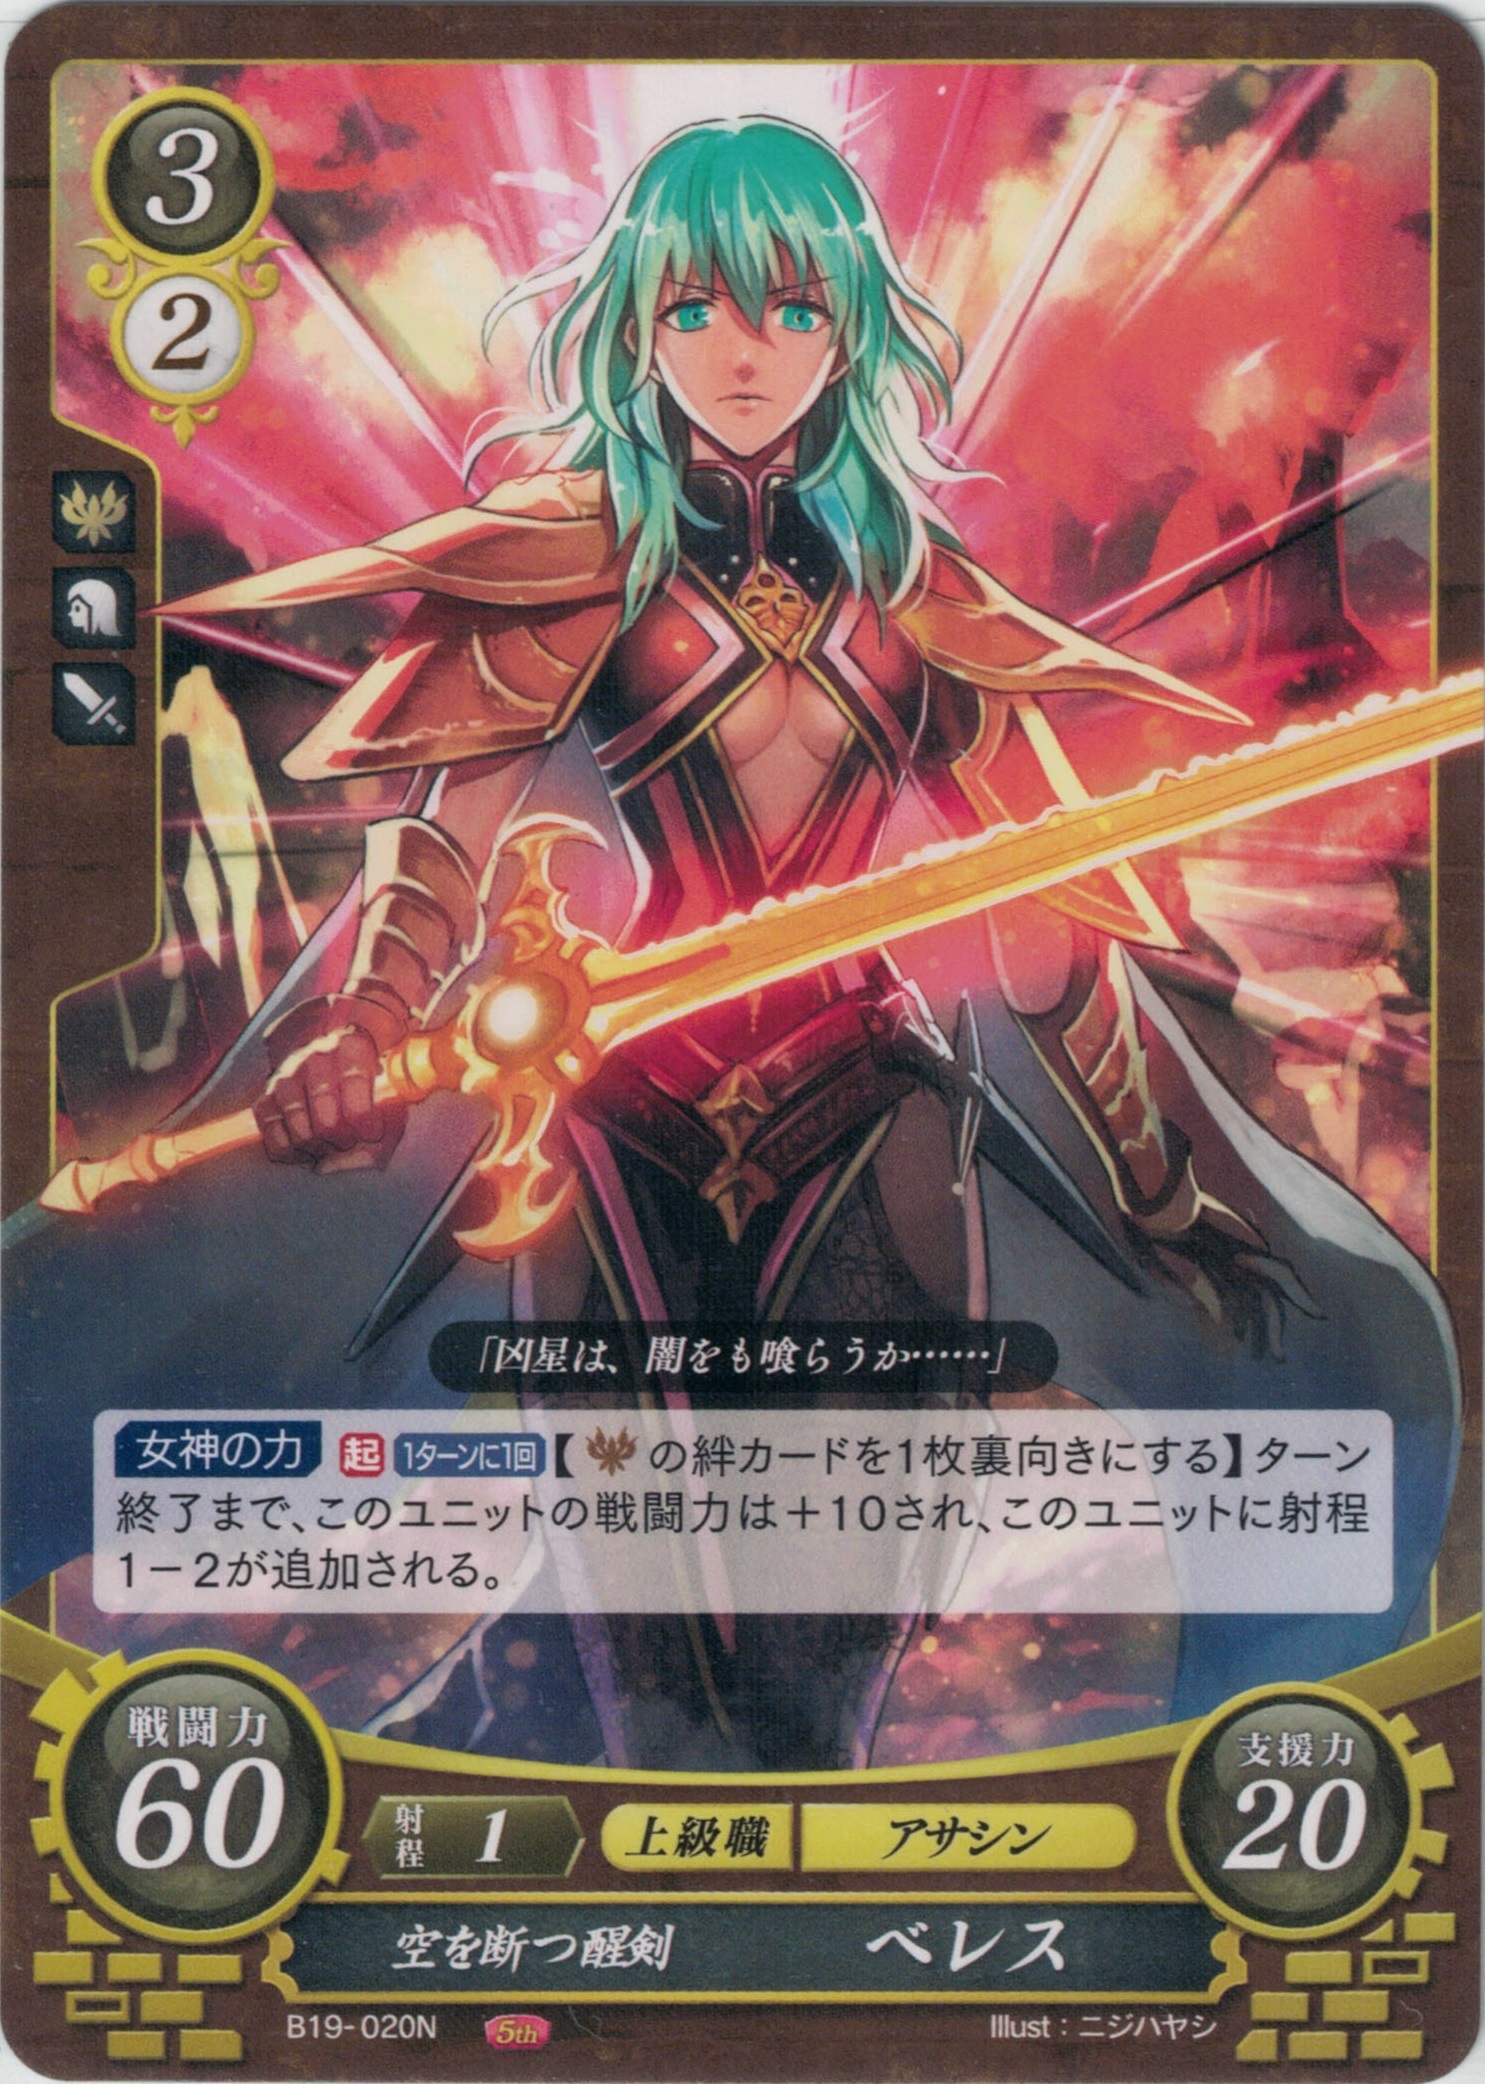 3
2
「凶星は、闇をも喰らうか……」
女神の力 起 1ターンに1回【の絆カードを1枚裏向きにする】ターン
終了まで、このユニットの戦闘力は＋10され、このユニットに射程
1－2が追加される。
戦闘力
60
射程 1
上級職 アサシン
支援力
20
空を断つ醒剣 ベレス
B19-020N 5th Illust：ニジハヤシ